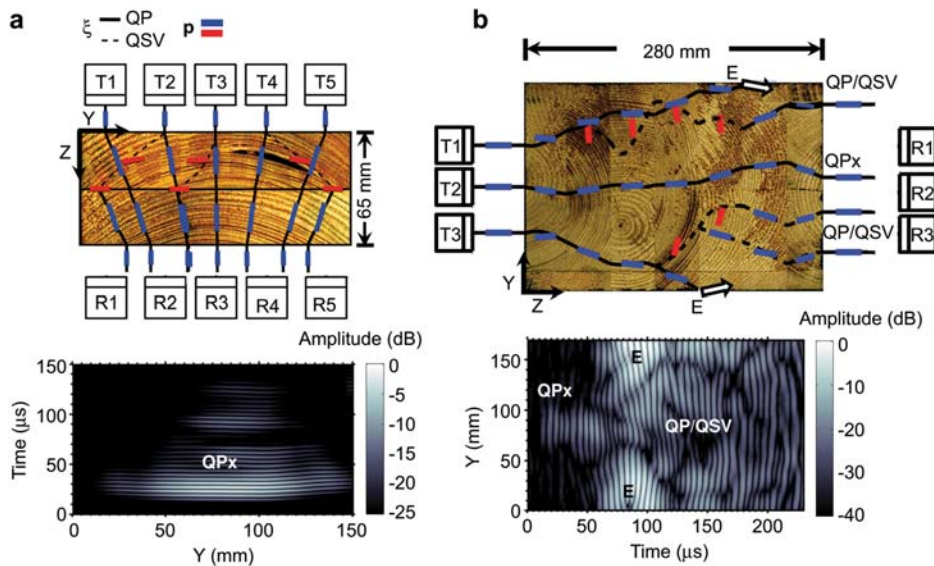 a
ξ QP
QSV
p
T1 T2 T3 T4 T5
Y
Z
65 mm
R1 R2 R3 R4 R5
Amplitude (dB)
0
-5
-10
-15
-20
-25
150
100
50
0
Time (µs)
QPx
0 50 100 150
Y (mm)
b
280 mm
E
QP/QSV
T1
R1
QPx
T2
R2
T3
R3
QP/QSV
Y
Z
E
Amplitude (dB)
0
-10
-20
-30
-40
150
100
50
0
Y (mm)
E
QPx
QP/QSV
E
0 50 100 150 200
Time (µs)